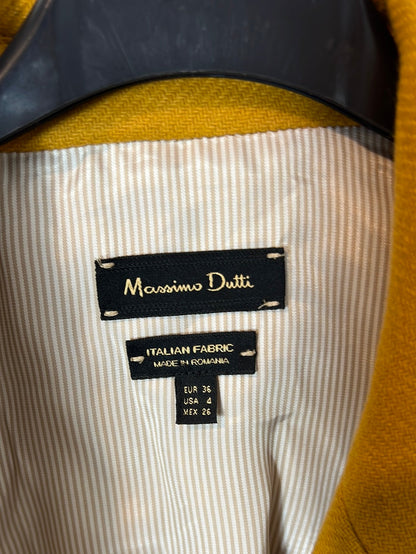 Massimo Dutti
ITALIAN FABRIC
MADE IN ROMANIA
EUR 36
USA 4
MEX 26